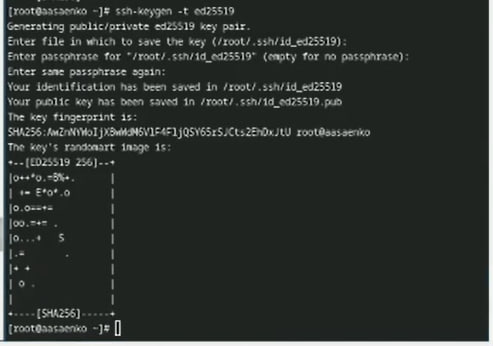 [root@aasaenko ~]# ssh-keygen -t ed25519
Generating public/private ed25519 key pair.
Enter file in which to save the key (/root/.ssh/id_ed25519):
Enter passphrase for "/root/.ssh/id_ed25519" (empty for no passphrase):
Enter same passphrase again:
Your identification has been saved in /root/.ssh/id_ed25519
Your public key has been saved in /root/.ssh/id_ed25519.pub
The key fingerprint is:
root@aasaenko
The key's randomart image is:
+--[ED25519 256]--+
|o++*o.=B%+.      |
| += E*o*.o       |
|o.o==+=          |
|oo.=+= .         |
|o...+   S        |
|.=       .       |
|+ +              |
| o .             |
|                 |
+----[SHA256]-----+
[root@aasaenko ~]#